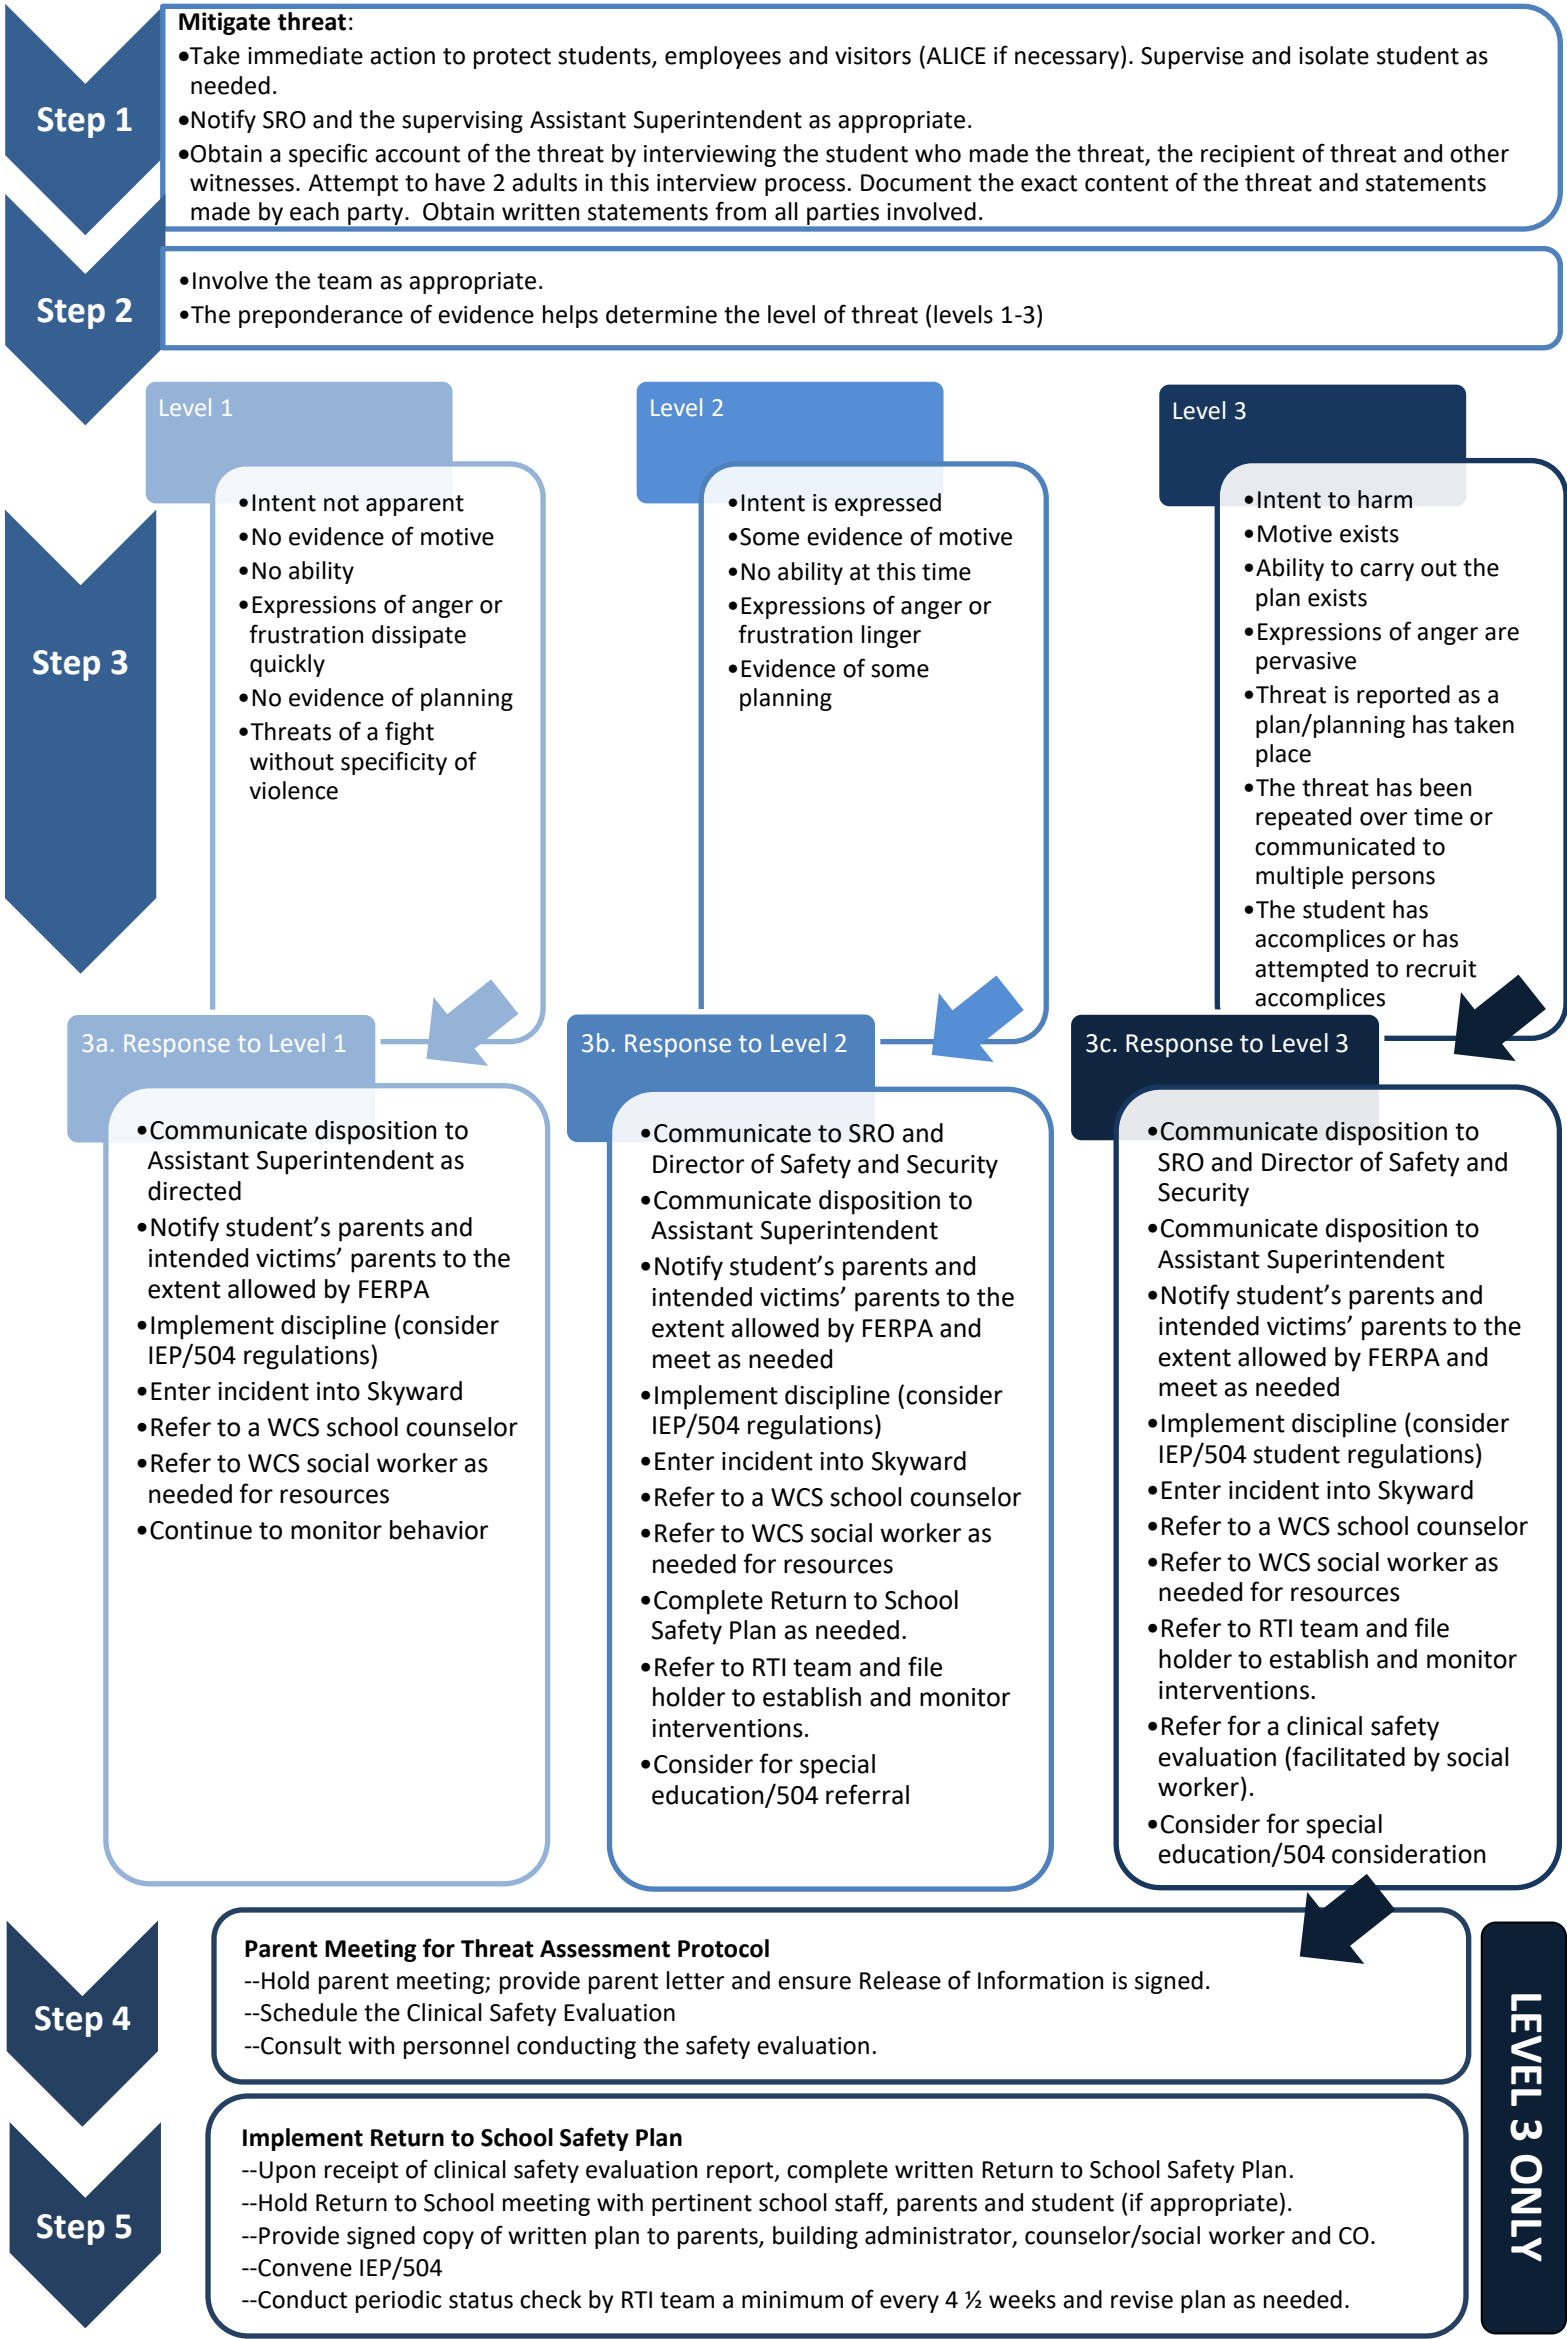 Step 1
Mitigate threat:
•Take immediate action to protect students, employees and visitors (ALICE if necessary). Supervise and isolate student as
needed.
•Notify SRO and the supervising Assistant Superintendent as appropriate.
•Obtain a specific account of the threat by interviewing the student who made the threat, the recipient of threat and other
witnesses. Attempt to have 2 adults in this interview process. Document the exact content of the threat and statements
made by each party.  Obtain written statements from all parties involved.
Step 2
•Involve the team as appropriate.
•The preponderance of evidence helps determine the level of threat (levels 1-3)
Step 3
Level 1
•Intent not apparent
•No evidence of motive
•No ability
•Expressions of anger or
frustration dissipate
quickly
•No evidence of planning
•Threats of a fight
without specificity of
violence
Level 2
•Intent is expressed
•Some evidence of motive
•No ability at this time
•Expressions of anger or
frustration linger
•Evidence of some
planning
Level 3
•Intent to harm
•Motive exists
•Ability to carry out the
plan exists
•Expressions of anger are
pervasive
•Threat is reported as a
plan/planning has taken
place
•The threat has been
repeated over time or
communicated to
multiple persons
•The student has
accomplices or has
attempted to recruit
accomplices
3a. Response to Level 1
•Communicate disposition to
Assistant Superintendent as
directed
•Notify student’s parents and
intended victims’ parents to the
extent allowed by FERPA
•Implement discipline (consider
IEP/504 regulations)
•Enter incident into Skyward
•Refer to a WCS school counselor
•Refer to WCS social worker as
needed for resources
•Continue to monitor behavior
3b. Response to Level 2
•Communicate to SRO and
Director of Safety and Security
•Communicate disposition to
Assistant Superintendent
•Notify student’s parents and
intended victims’ parents to the
extent allowed by FERPA and
meet as needed
•Implement discipline (consider
IEP/504 regulations)
•Enter incident into Skyward
•Refer to a WCS school counselor
•Refer to WCS social worker as
needed for resources
•Complete Return to School
Safety Plan as needed.
•Refer to RTI team and file
holder to establish and monitor
interventions.
•Consider for special
education/504 referral
3c. Response to Level 3
•Communicate disposition to
SRO and Director of Safety and
Security
•Communicate disposition to
Assistant Superintendent
•Notify student’s parents and
intended victims’ parents to the
extent allowed by FERPA and
meet as needed
•Implement discipline (consider
IEP/504 student regulations)
•Enter incident into Skyward
•Refer to a WCS school counselor
•Refer to WCS social worker as
needed for resources
•Refer to RTI team and file
holder to establish and monitor
interventions.
•Refer for a clinical safety
evaluation (facilitated by social
worker).
•Consider for special
education/504 consideration
Step 4
Parent Meeting for Threat Assessment Protocol
--Hold parent meeting; provide parent letter and ensure Release of Information is signed.
--Schedule the Clinical Safety Evaluation
--Consult with personnel conducting the safety evaluation.
Step 5
Implement Return to School Safety Plan
--Upon receipt of clinical safety evaluation report, complete written Return to School Safety Plan.
--Hold Return to School meeting with pertinent school staff, parents and student (if appropriate).
--Provide signed copy of written plan to parents, building administrator, counselor/social worker and CO.
--Convene IEP/504
--Conduct periodic status check by RTI team a minimum of every 4 ½ weeks and revise plan as needed.
LEVEL 3 ONLY